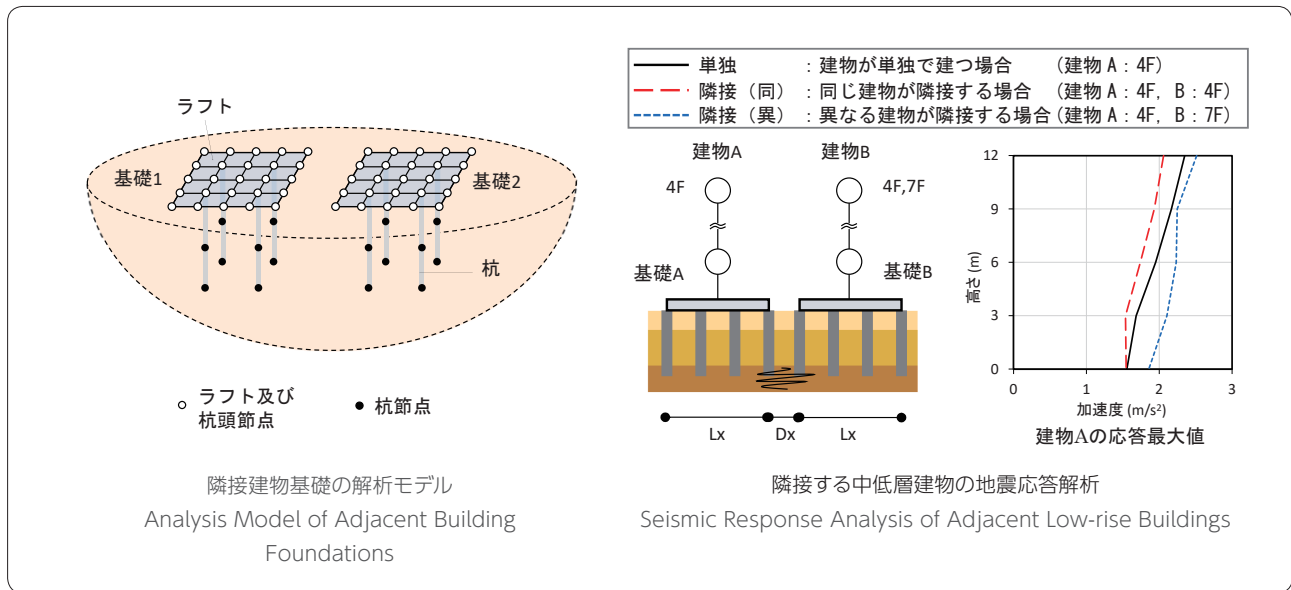 ラフト
基礎1
基礎2
杭
ラフト及び
杭頭節点
杭節点
隣接建物基礎の解析モデル
Analysis Model of Adjacent Building
Foundations
単独 :建物が単独で建つ場合 (建物 A:4F)
隣接(同):同じ建物が隣接する場合 (建物 A:4F, B:4F)
隣接(異):異なる建物が隣接する場合(建物 A:4F, B:7F)
建物A
建物B
4F
4F,7F
基礎A
基礎B
Lx
Dx
Lx
12
9
6
3
0
高さ(m)
0
1
2
3
加速度(m/s²)
建物Aの応答最大値
隣接する中低層建物の地震応答解析
Seismic Response Analysis of Adjacent Low-rise Buildings